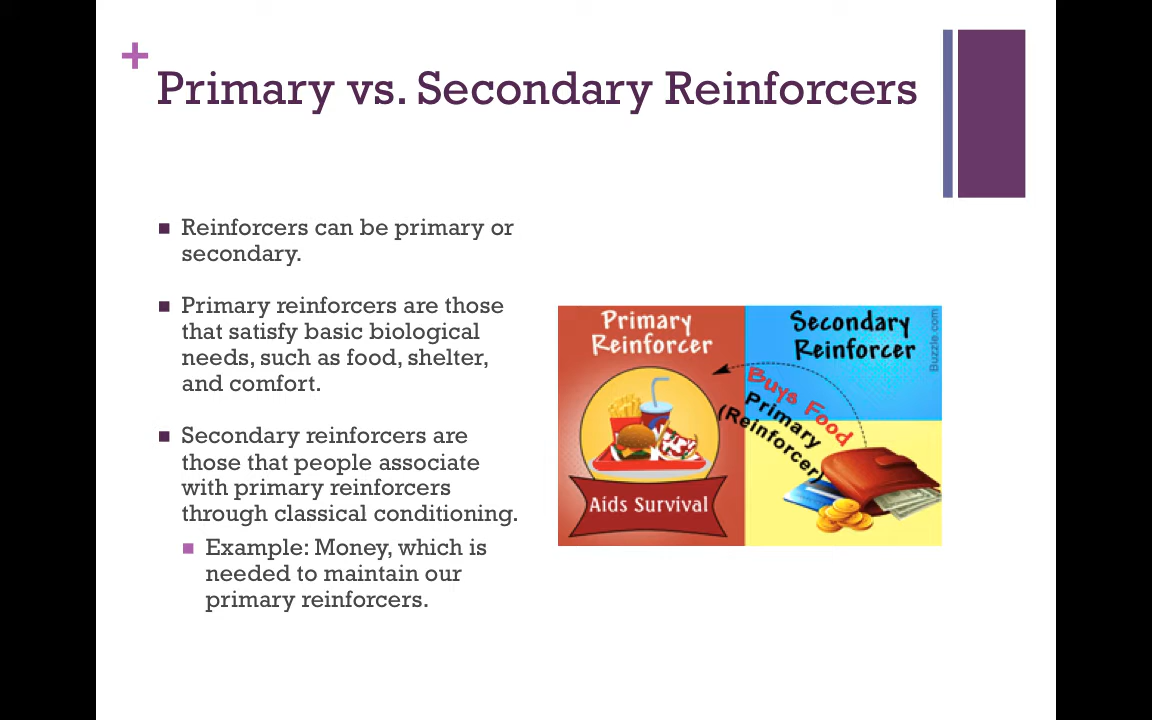 +
Primary vs. Secondary Reinforcers
■ Reinforcers can be primary or
secondary.
■ Primary reinforcers are those
that satisfy basic biological
needs, such as food, shelter,
and comfort.
■ Secondary reinforcers are
those that people associate
with primary reinforcers
through classical conditioning.
■ Example: Money, which is
needed to maintain our
primary reinforcers.
Primary
Reinforcer
Aids Survival
Secondary
Reinforcer
Buys Food
Primary
(Reinforcer)
Buzzle.com